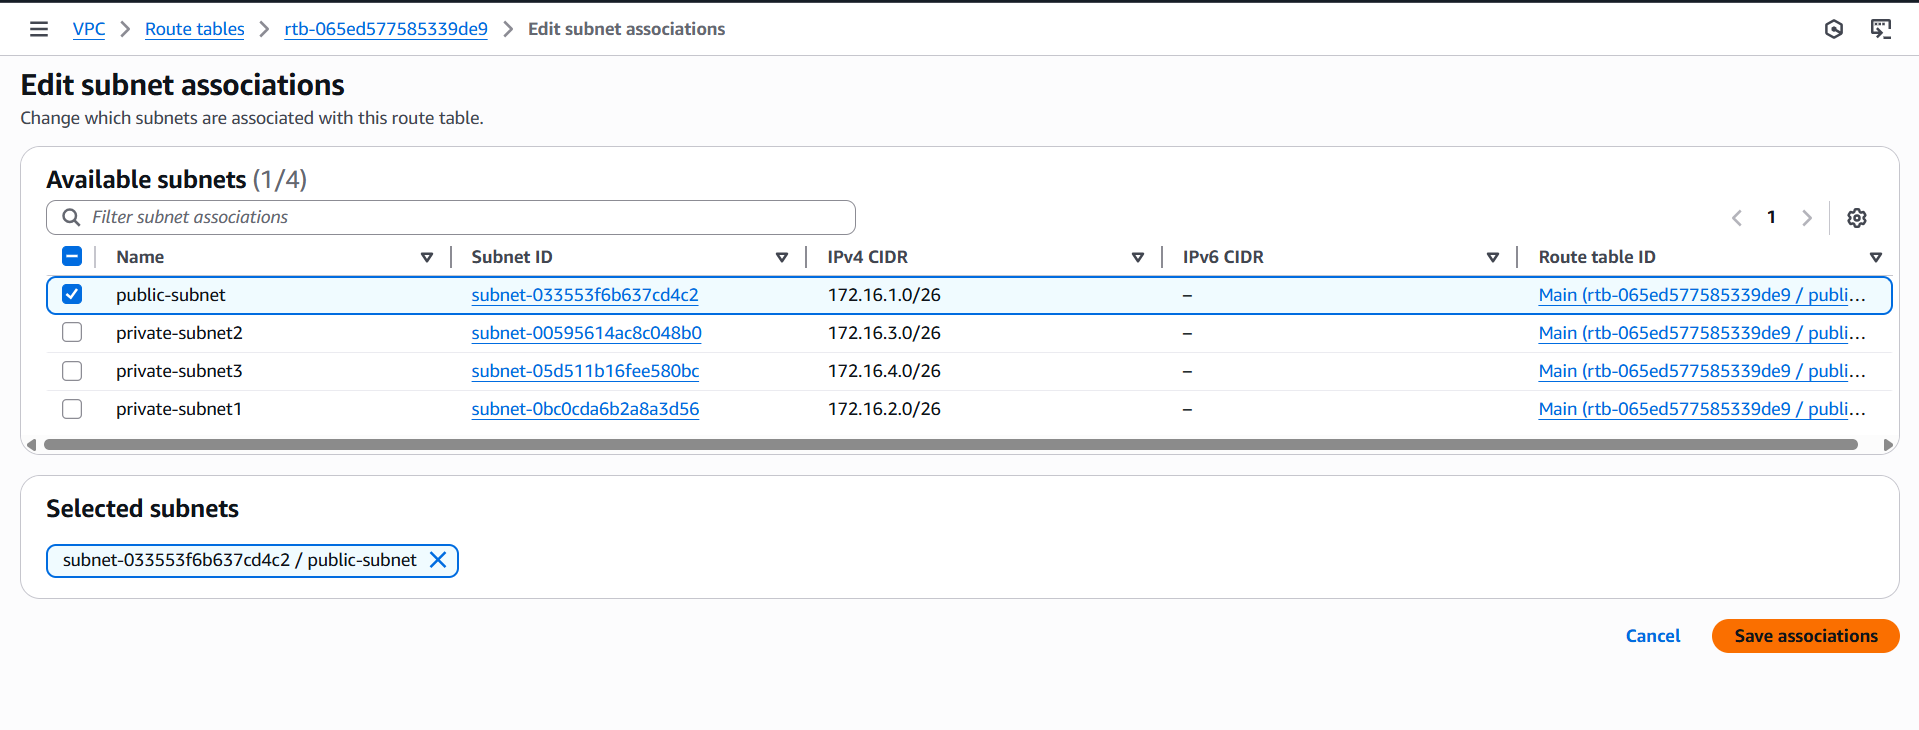 VPC > Route tables > rtb-065ed577585339de9 > Edit subnet associations
Edit subnet associations
Change which subnets are associated with this route table.
Available subnets (1/4)
Filter subnet associations
1
Name Subnet ID IPv4 CIDR IPv6 CIDR Route table ID
public-subnet subnet-033553f6b637cd4c2 172.16.1.0/26 – Main (rtb-065ed577585339de9 / publi...
private-subnet2 subnet-00595614ac8c048b0 172.16.3.0/26 – Main (rtb-065ed577585339de9 / publi...
private-subnet3 subnet-05d511b16fee580bc 172.16.4.0/26 – Main (rtb-065ed577585339de9 / publi...
private-subnet1 subnet-0bc0cda6b2a8a3d56 172.16.2.0/26 – Main (rtb-065ed577585339de9 / publi...
Selected subnets
subnet-033553f6b637cd4c2 / public-subnet
Cancel Save associations